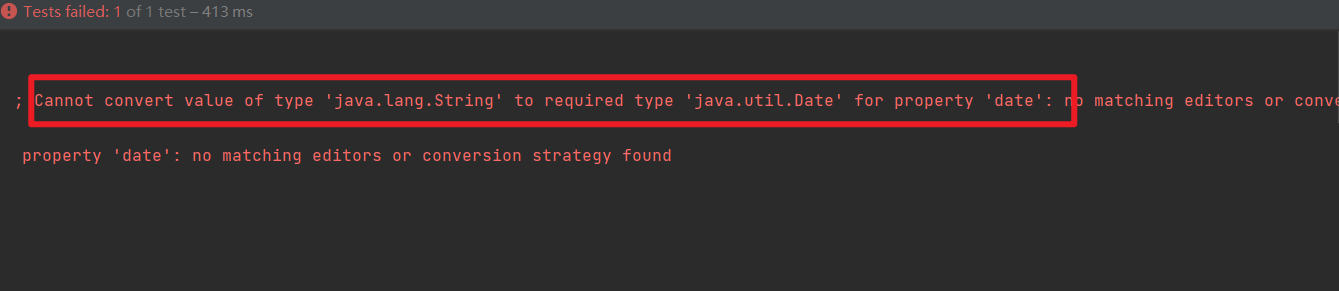 Tests failed: 1 of 1 test – 413 ms
; Cannot convert value of type 'java.lang.String' to required type 'java.util.Date' for property 'date': no matching editors or
property 'date': no matching editors or conversion strategy found